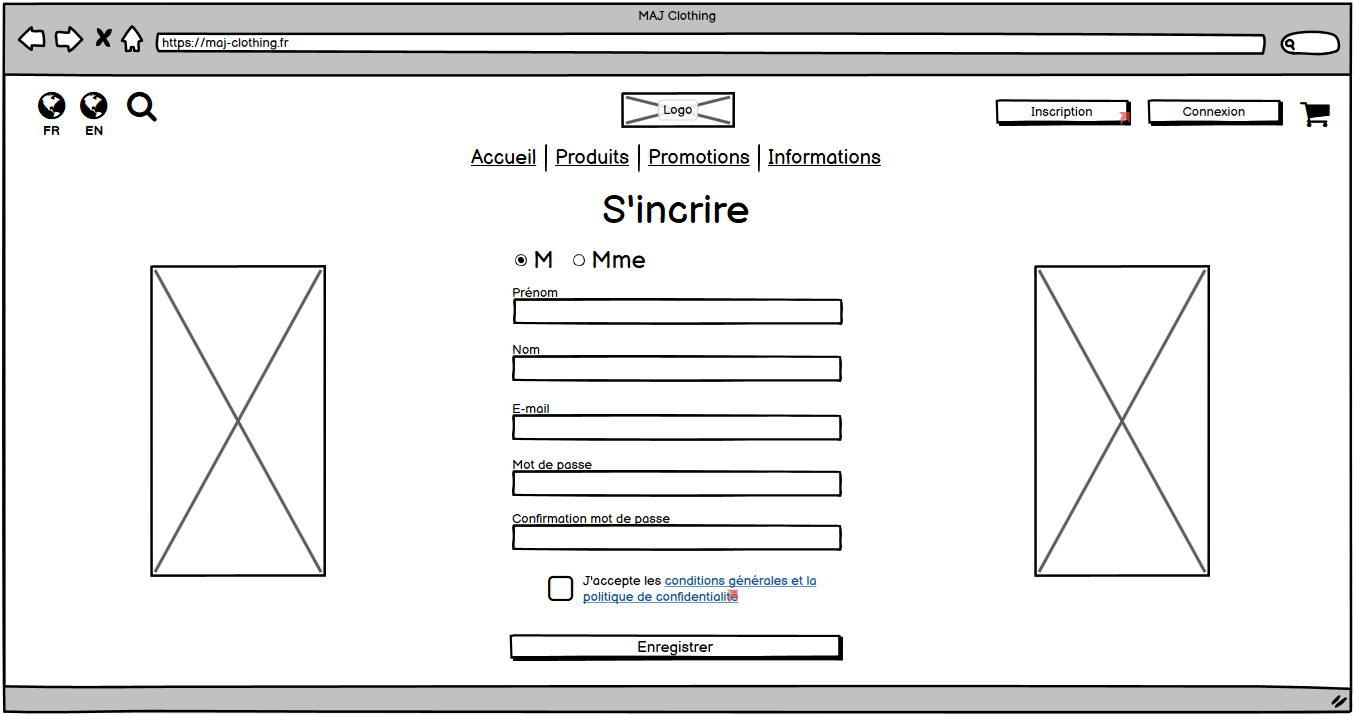 MAJ Clothing
https://maj-clothing.fr
FR EN
Logo
Inscription
Connexion
Accueil Produits Promotions Informations
S'incrire
M Mme
Prénom
Nom
E-mail
Mot de passe
Confirmation mot de passe
J'accepte les conditions générales et la
politique de confidentialité
Enregistrer